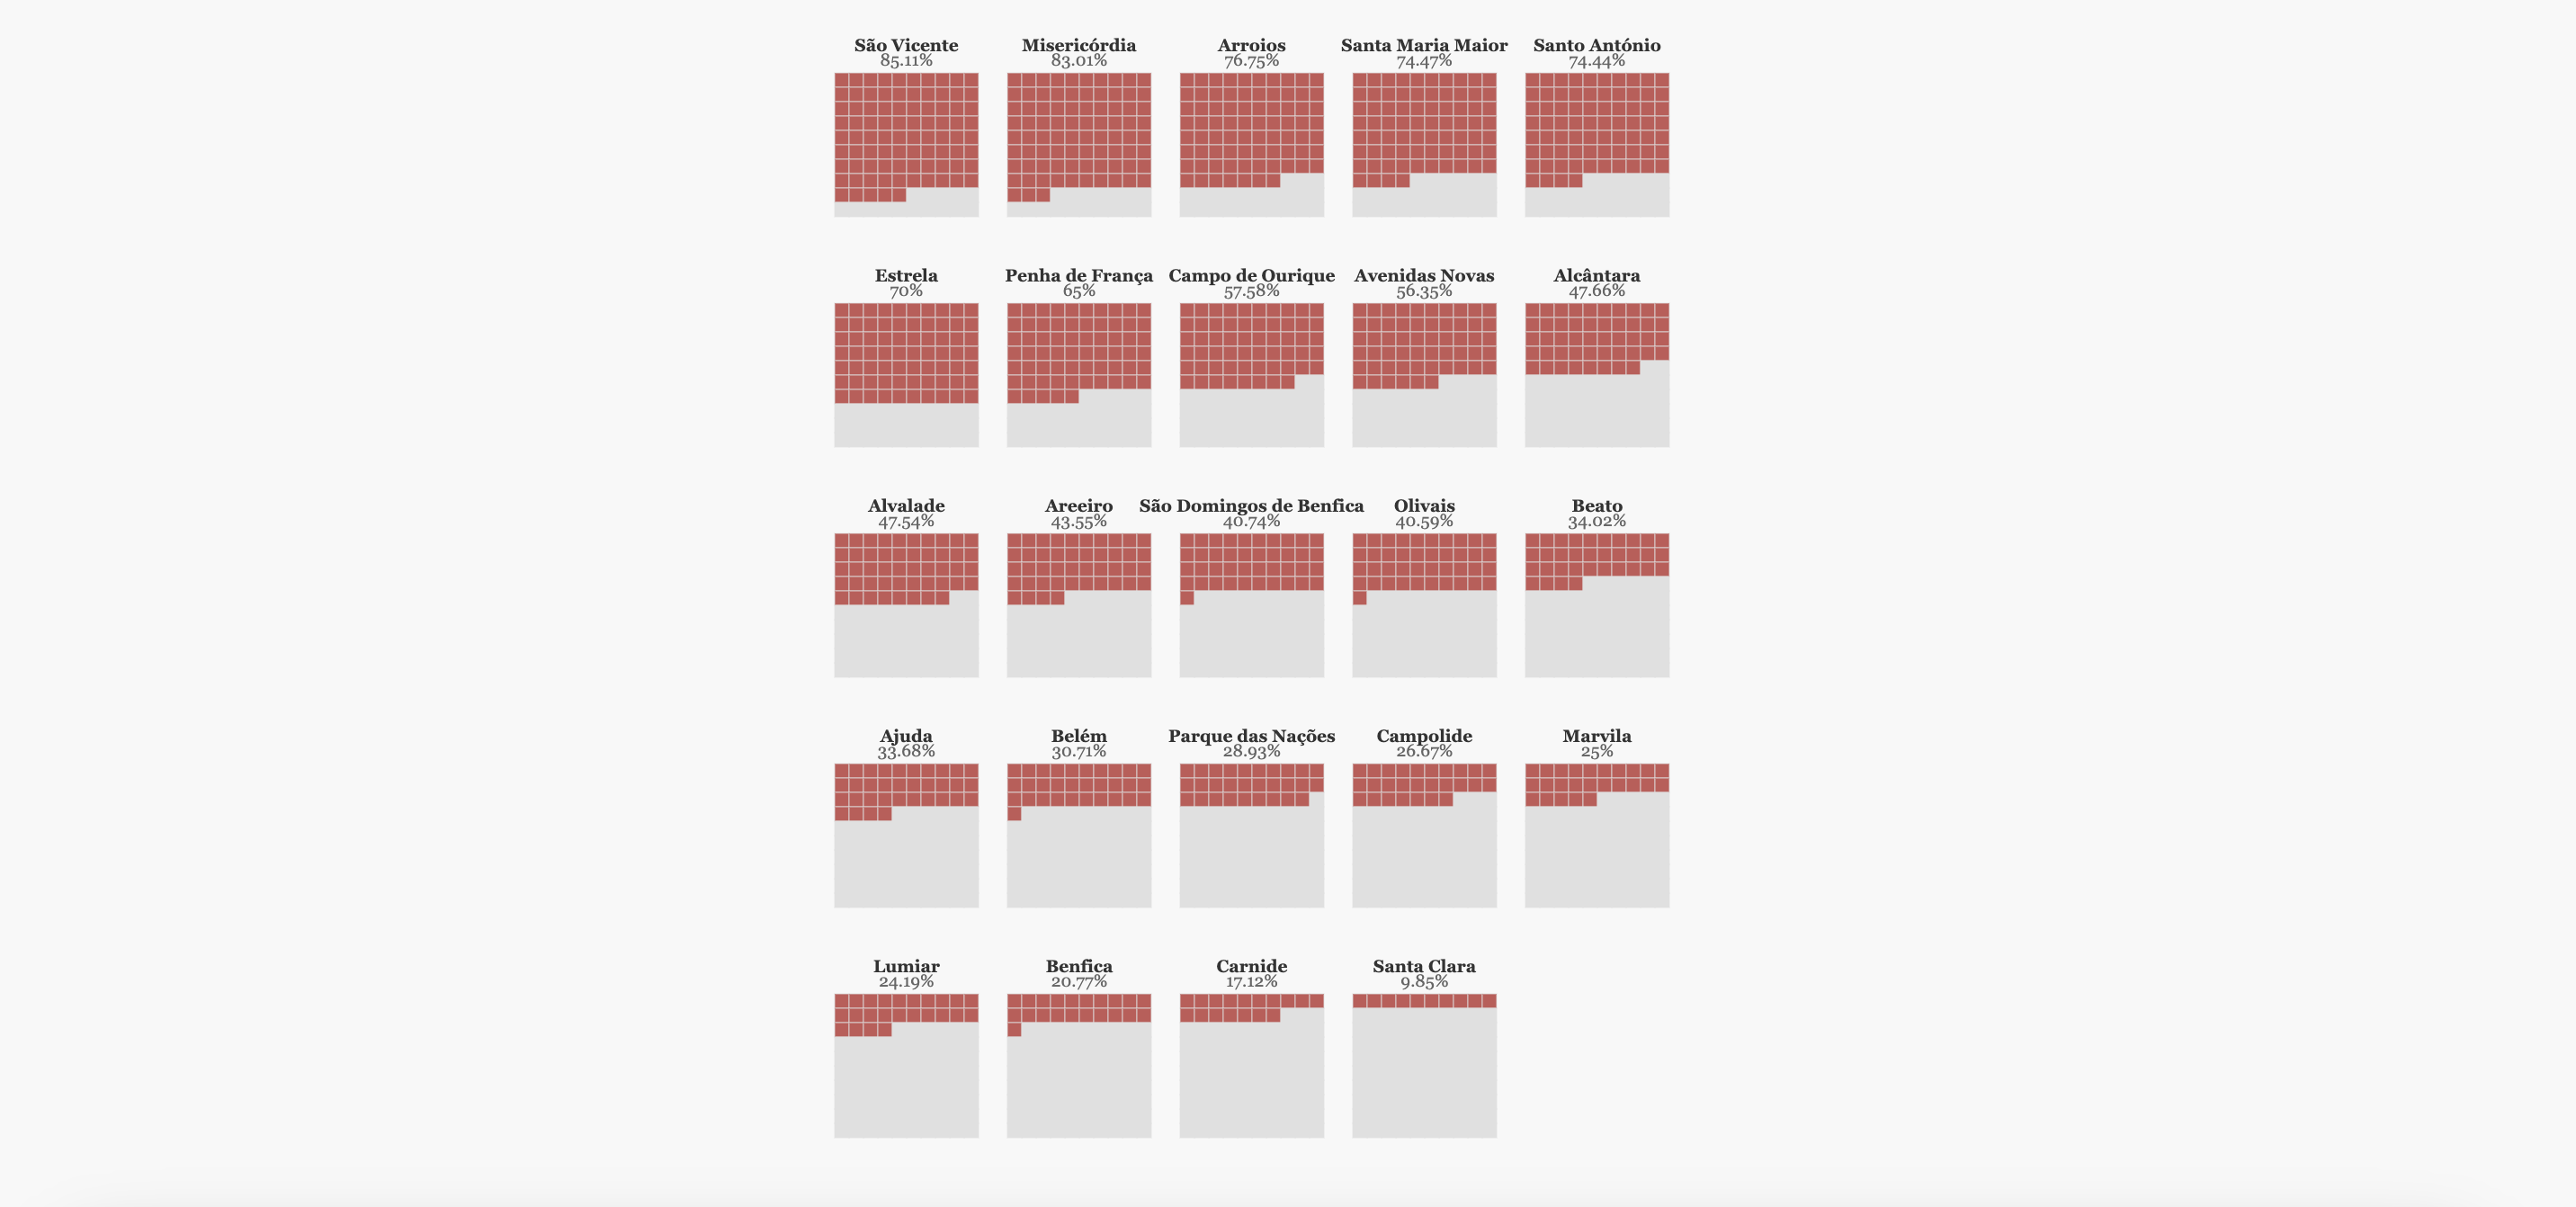 São Vicente
85.11%
Misericórdia
83.01%
Arroios
76.75%
Santa Maria Maior
74.47%
Santo António
74.44%
Estrela
70%
Penha de França
65%
Campo de Ourique
57.58%
Avenidas Novas
56.35%
Alcântara
47.66%
Alvalade
47.54%
Areeiro
43.55%
São Domingos de Benfica
40.74%
Olivais
40.59%
Beato
34.02%
Ajuda
33.68%
Belém
30.71%
Parque das Nações
28.93%
Campolide
26.67%
Marvila
25%
Lumiar
24.19%
Benfica
20.77%
Carnide
17.12%
Santa Clara
9.85%